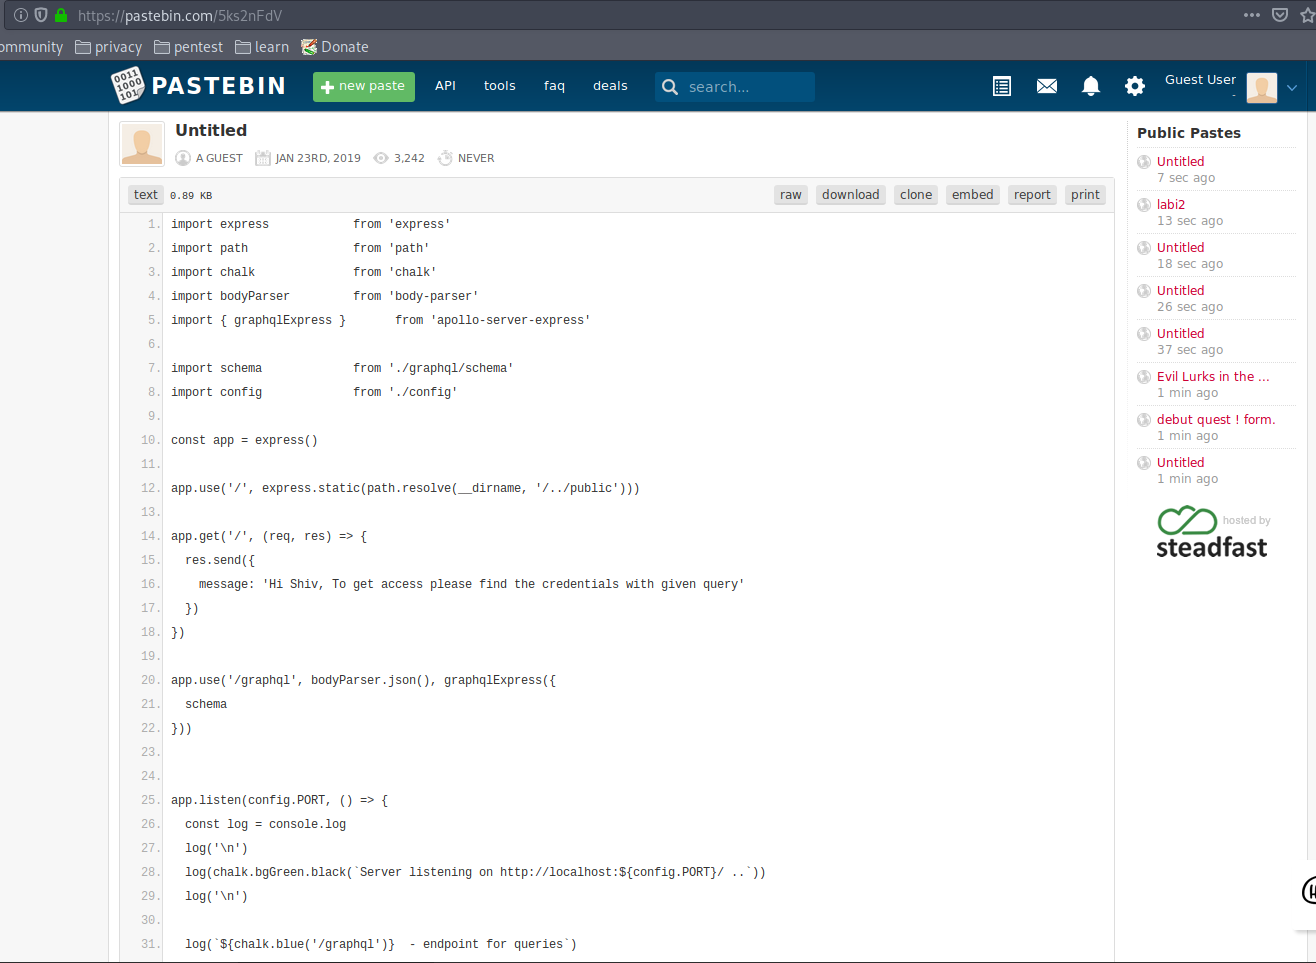 https://pastebin.com/5ks2nFdV
ommunity privacy pentest learn Donate
0011 1000 101 PASTEBIN + new paste API tools faq deals search... Guest User
-
Untitled
A GUEST JAN 23RD, 2019 3,242 NEVER
text 0.89 KB raw download clone embed report print
1. import express            from 'express'
2. import path               from 'path'
3. import chalk              from 'chalk'
4. import bodyParser         from 'body-parser'
5. import { graphqlExpress }       from 'apollo-server-express'
6.
7. import schema             from './graphql/schema'
8. import config             from './config'
9.
10. const app = express()
11.
12. app.use('/', express.static(path.resolve(__dirname, '/../public')))
13.
14. app.get('/', (req, res) => {
15.   res.send({
16.     message: 'Hi Shiv, To get access please find the credentials with given query'
17.   })
18. })
19.
20. app.use('/graphql', bodyParser.json(), graphqlExpress({
21.   schema
22. }))
23.
24.
25. app.listen(config.PORT, () => {
26.   const log = console.log
27.   log('\n')
28.   log(chalk.bgGreen.black(`Server listening on http://localhost:${config.PORT}/ ..`))
29.   log('\n')
30.
31.   log(`${chalk.blue('/graphql')}  - endpoint for queries`)
Public Pastes
Untitled
7 sec ago
labi2
13 sec ago
Untitled
18 sec ago
Untitled
26 sec ago
Untitled
37 sec ago
Evil Lurks in the ...
1 min ago
debut quest ! form.
1 min ago
Untitled
1 min ago
hosted by
steadfast